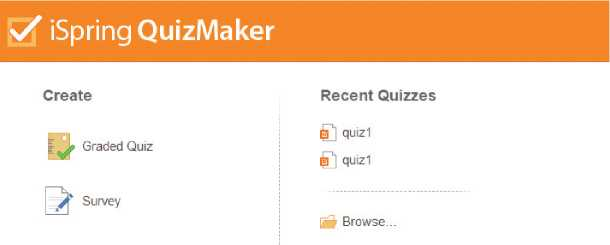 iSpring QuizMaker
Create
Graded Quiz
Survey
Recent Quizzes
quiz1
quiz1
Browse...